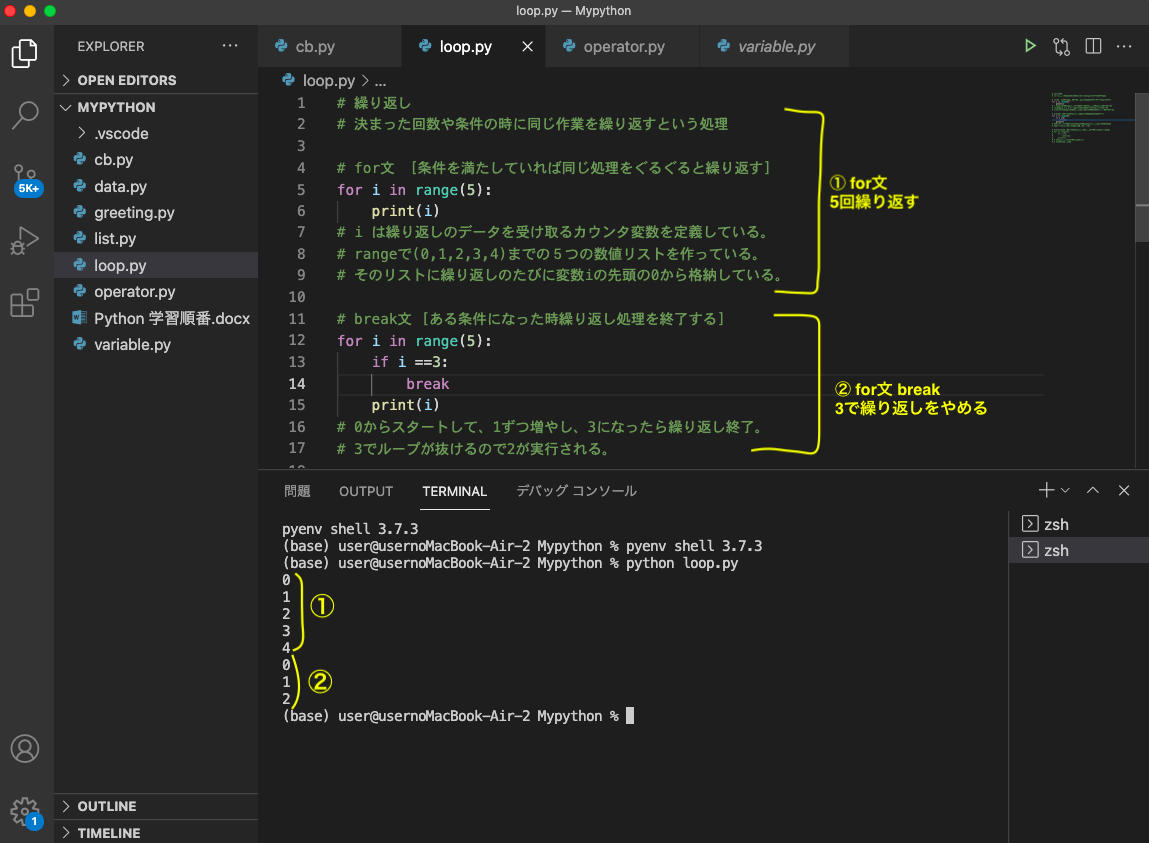 loop.py — Mypython
EXPLORER
OPEN EDITORS
MYPYTHON
.vscode
cb.py
data.py
greeting.py
list.py
loop.py
operator.py
Python 学習順番.docx
variable.py
OUTLINE
TIMELINE
5K+
1
cb.py
loop.py
operator.py
variable.py
loop.py > ...
1 # 繰り返し
2 # 決まった回数や条件の時に同じ作業を繰り返すという処理
3
4 # for文 [条件を満たしていれば同じ処理をぐるぐると繰り返す]
5 for i in range(5):
6 print(i)
7 # i は繰り返しのデータを受け取るカウンタ変数を定義している。
8 # rangeで(0,1,2,3,4)までの５つの数値リストを作っている。
9 # そのリストに繰り返しのたびに変数iの先頭の0から格納している。
10
11 # break文 [ある条件になった時繰り返し処理を終了する]
12 for i in range(5):
13 if i ==3:
14 break
15 print(i)
16 # 0からスタートして、1ずつ増やし、3になったら繰り返し終了。
17 # 3でループが抜けるので2が実行される。
① for文
5回繰り返す
② for文 break
3で繰り返しをやめる
問題 OUTPUT TERMINAL デバッグ コンソール
pyenv shell 3.7.3
(base) user@usernoMacBook-Air-2 Mypython % pyenv shell 3.7.3
(base) user@usernoMacBook-Air-2 Mypython % python loop.py
0
1
2
3
4
①
0
1
2
②
(base) user@usernoMacBook-Air-2 Mypython %
zsh
zsh